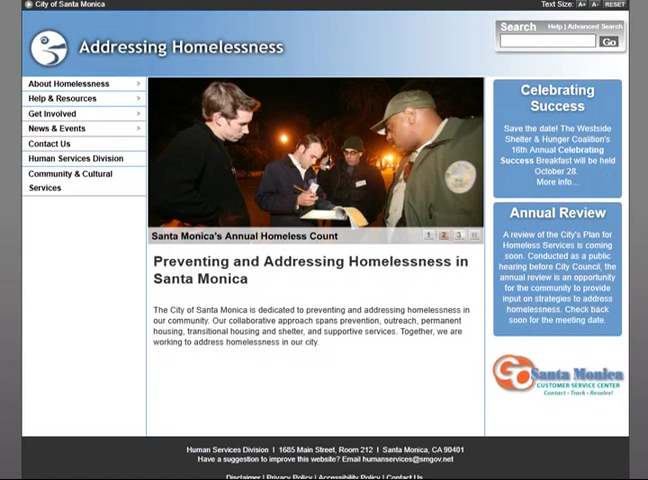 City of Santa Monica
Text Size: A+ A- RESET
Addressing Homelessness
Search Help | Advanced Search
Go
About Homelessness
Help & Resources
Get Involved
News & Events
Contact Us
Human Services Division
Community & Cultural
Services
Santa Monica's Annual Homeless Count
1 2 3 II
Preventing and Addressing Homelessness in
Santa Monica
The City of Santa Monica is dedicated to preventing and addressing homelessness in
our community. Our collaborative approach spans prevention, outreach, permanent
housing, transitional housing and shelter, and supportive services. Together, we are
working to address homelessness in our city.
Celebrating
Success
Save the date! The Westside
Shelter & Hunger Coalition's
16th Annual Celebrating
Success Breakfast will be held
October 28.
More info...
Annual Review
A review of the City's Plan for
Homeless Services is coming
soon. Conducted as a public
hearing before City Council, the
annual review is an opportunity
for the community to provide
input on strategies to address
homelessness. Check back
soon for the meeting date.
GO Santa Monica
CUSTOMER SERVICE CENTER
Contact • Track • Resolve!
Human Services Division I 1685 Main Street, Room 212 I Santa Monica, CA 90401
Have a suggestion to improve this website? Email humanservices@smgov.net
Disclaimer | Privacy Policy | Accessibility Policy | Contact Us